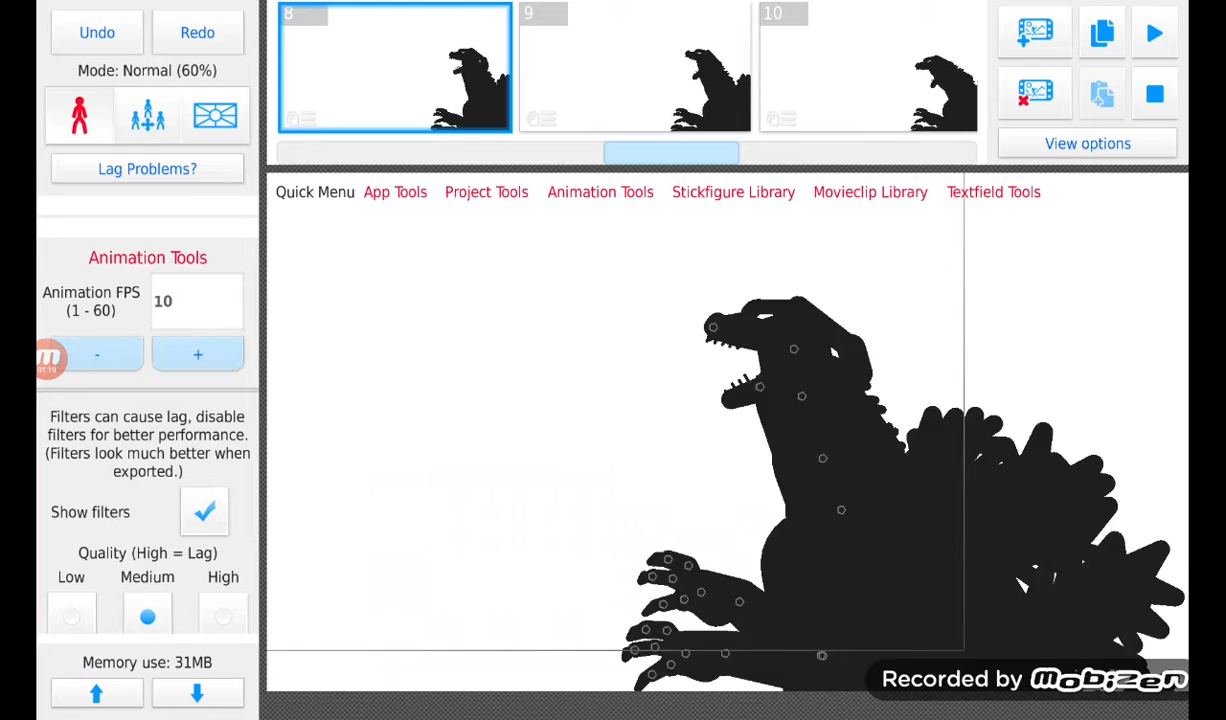 Undo
Redo
Mode: Normal (60%)
Lag Problems?
Animation Tools
Animation FPS
(1 - 60)
10
-
+
01:19
Filters can cause lag, disable
filters for better performance.
(Filters look much better when
exported.)
Show filters
Quality (High = Lag)
Low
Medium
High
Memory use: 31MB
8
9
10
View options
Quick Menu
App Tools
Project Tools
Animation Tools
Stickfigure Library
Movieclip Library
Textfield Tools
Recorded by mobizen